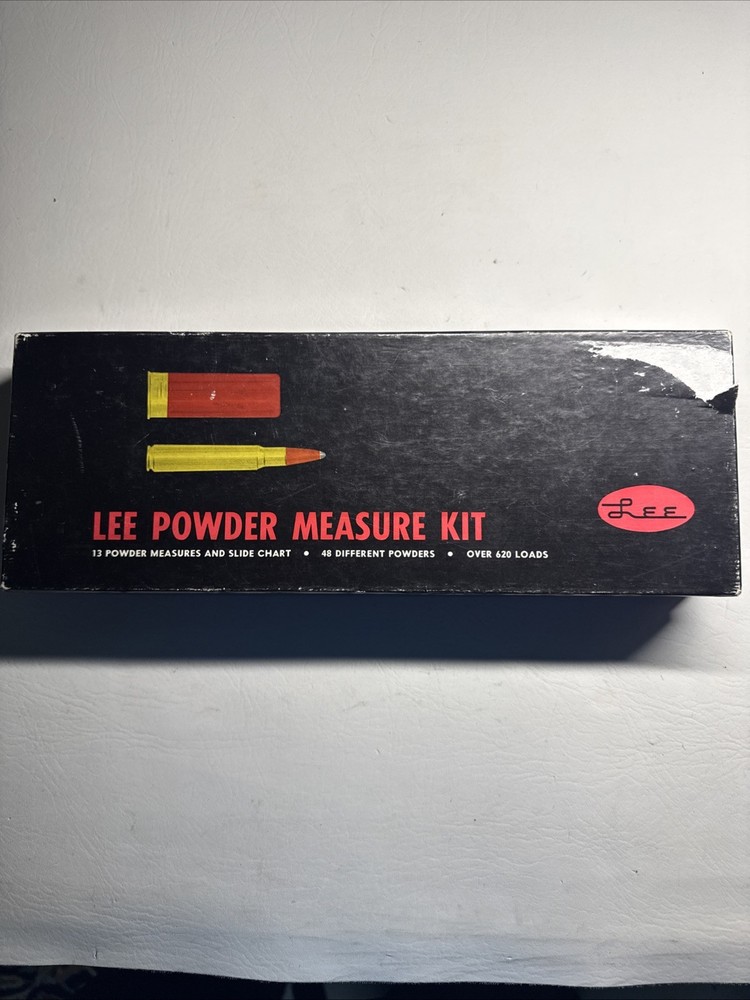 LEE POWDER MEASURE KIT
13 POWDER MEASURES AND SLIDE CHART • 48 DIFFERENT POWDERS • OVER 620 LOADS
LEE